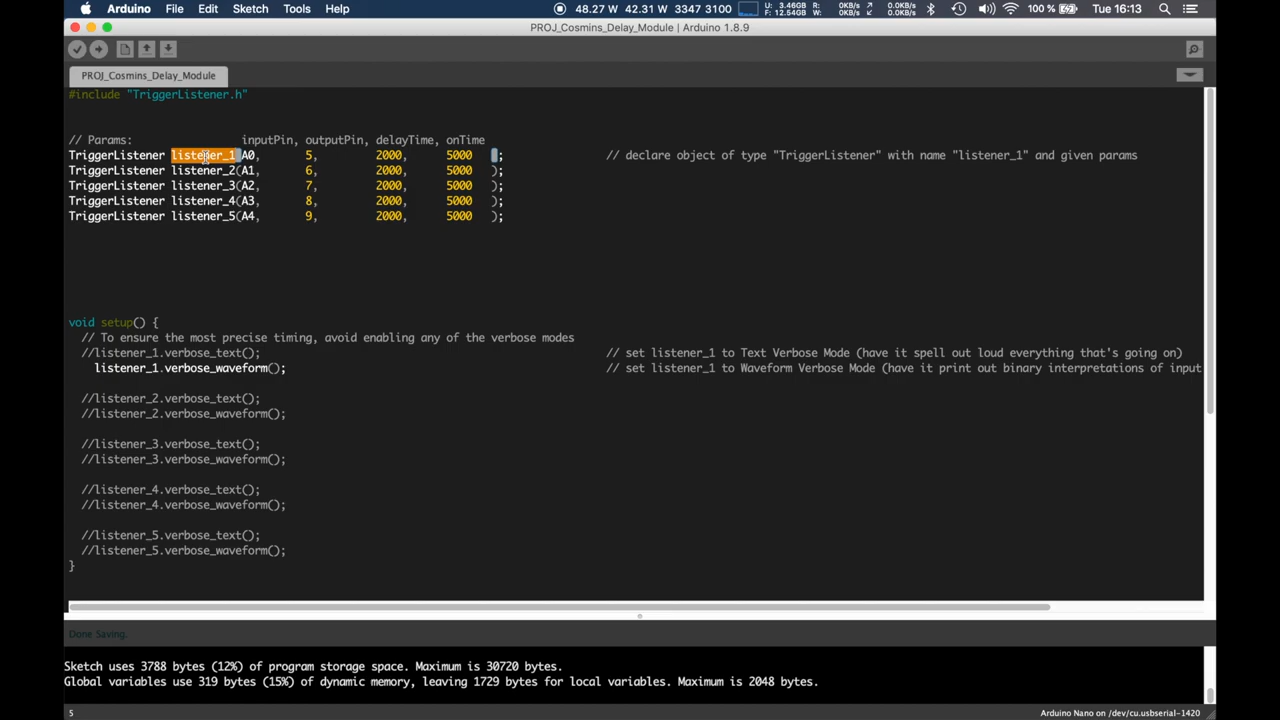 Arduino File Edit Sketch Tools Help 48.27 W 42.31 W 3347 3100 U: 3.46GB F: 12.54GB R: 0KB/s W: 0.0KB/s 0KB/s 0KB/s 100 % Tue 16:13
PROJ_Cosmins_Delay_Module | Arduino 1.8.9
PROJ_Cosmins_Delay_Module
#include "TriggerListener.h"
// Params: inputPin, outputPin, delayTime, onTime
TriggerListener listener_1(A0, 5, 2000, 5000 ); // declare object of type "TriggerListener" with name "listener_1" and given params
TriggerListener listener_2(A1, 6, 2000, 5000 );
TriggerListener listener_3(A2, 7, 2000, 5000 );
TriggerListener listener_4(A3, 8, 2000, 5000 );
TriggerListener listener_5(A4, 9, 2000, 5000 );
void setup() {
// To ensure the most precise timing, avoid enabling any of the verbose modes
//listener_1.verbose_text(); // set listener_1 to Text Verbose Mode (have it spell out loud everything that's going on)
listener_1.verbose_waveform(); // set listener_1 to Waveform Verbose Mode (have it print out binary interpretations of input
//listener_2.verbose_text();
//listener_2.verbose_waveform();
//listener_3.verbose_text();
//listener_3.verbose_waveform();
//listener_4.verbose_text();
//listener_4.verbose_waveform();
//listener_5.verbose_text();
//listener_5.verbose_waveform();
}
Done Saving.
Sketch uses 3788 bytes (12%) of program storage space. Maximum is 30720 bytes.
Global variables use 319 bytes (15%) of dynamic memory, leaving 1729 bytes for local variables. Maximum is 2048 bytes.
5 Arduino Nano on /dev/cu.usbserial-1420